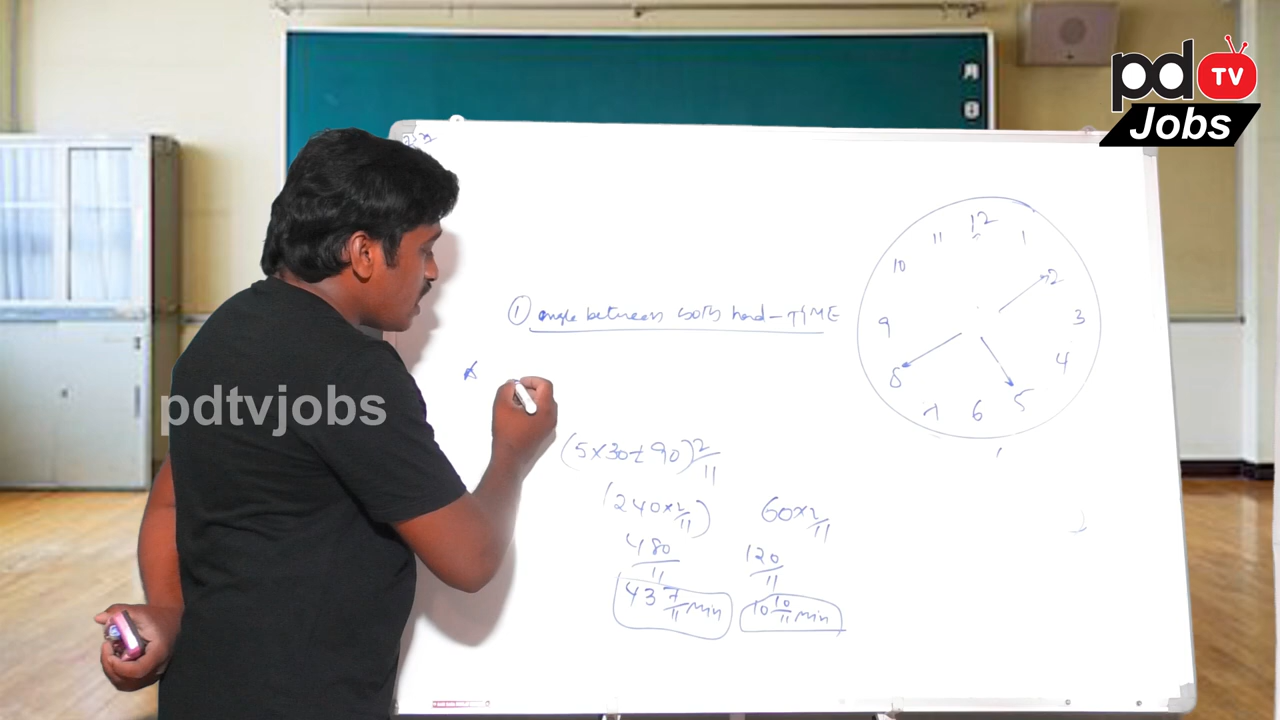 pd TV
Jobs
① angle between both hand - TIME
12
11
1
10
2
9
3
4
8
7
6
5
pdtvjobs
(5×30±90)2/11
(240×2/11)
60×2/11
480/11
120/11
43 7/11 min
10 10/11 min